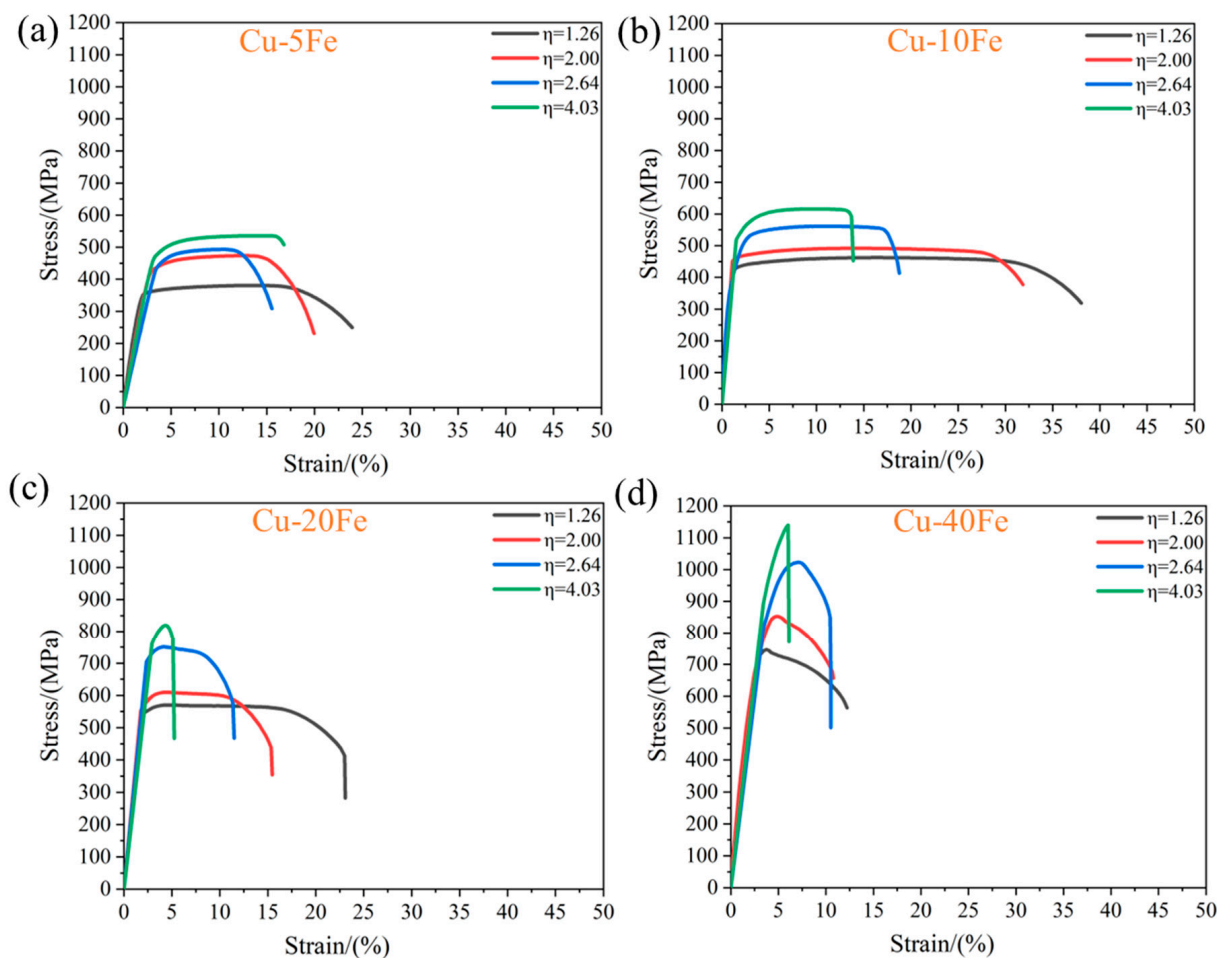 (a)
Cu-5Fe
η=1.26
η=2.00
η=2.64
η=4.03
1200
1100
1000
900
800
700
600
500
400
300
200
100
0
Stress/(MPa)
0 5 10 15 20 25 30 35 40 45 50
Strain/(%)
(b)
Cu-10Fe
η=1.26
η=2.00
η=2.64
η=4.03
1200
1100
1000
900
800
700
600
500
400
300
200
100
0
Stress/(MPa)
0 5 10 15 20 25 30 35 40 45 50
Strain/(%)
(c)
Cu-20Fe
η=1.26
η=2.00
η=2.64
η=4.03
1200
1100
1000
900
800
700
600
500
400
300
200
100
0
Stress/(MPa)
0 5 10 15 20 25 30 35 40 45 50
Strain/(%)
(d)
Cu-40Fe
η=1.26
η=2.00
η=2.64
η=4.03
1200
1100
1000
900
800
700
600
500
400
300
200
100
0
Stress/(MPa)
0 5 10 15 20 25 30 35 40 45 50
Strain/(%)